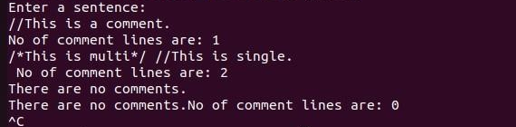 Enter a sentence:
//This is a comment.
No of comment lines are: 1
/*This is multi*/ //This is single.
 No of comment lines are: 2
There are no comments.
There are no comments.No of comment lines are: 0
^C